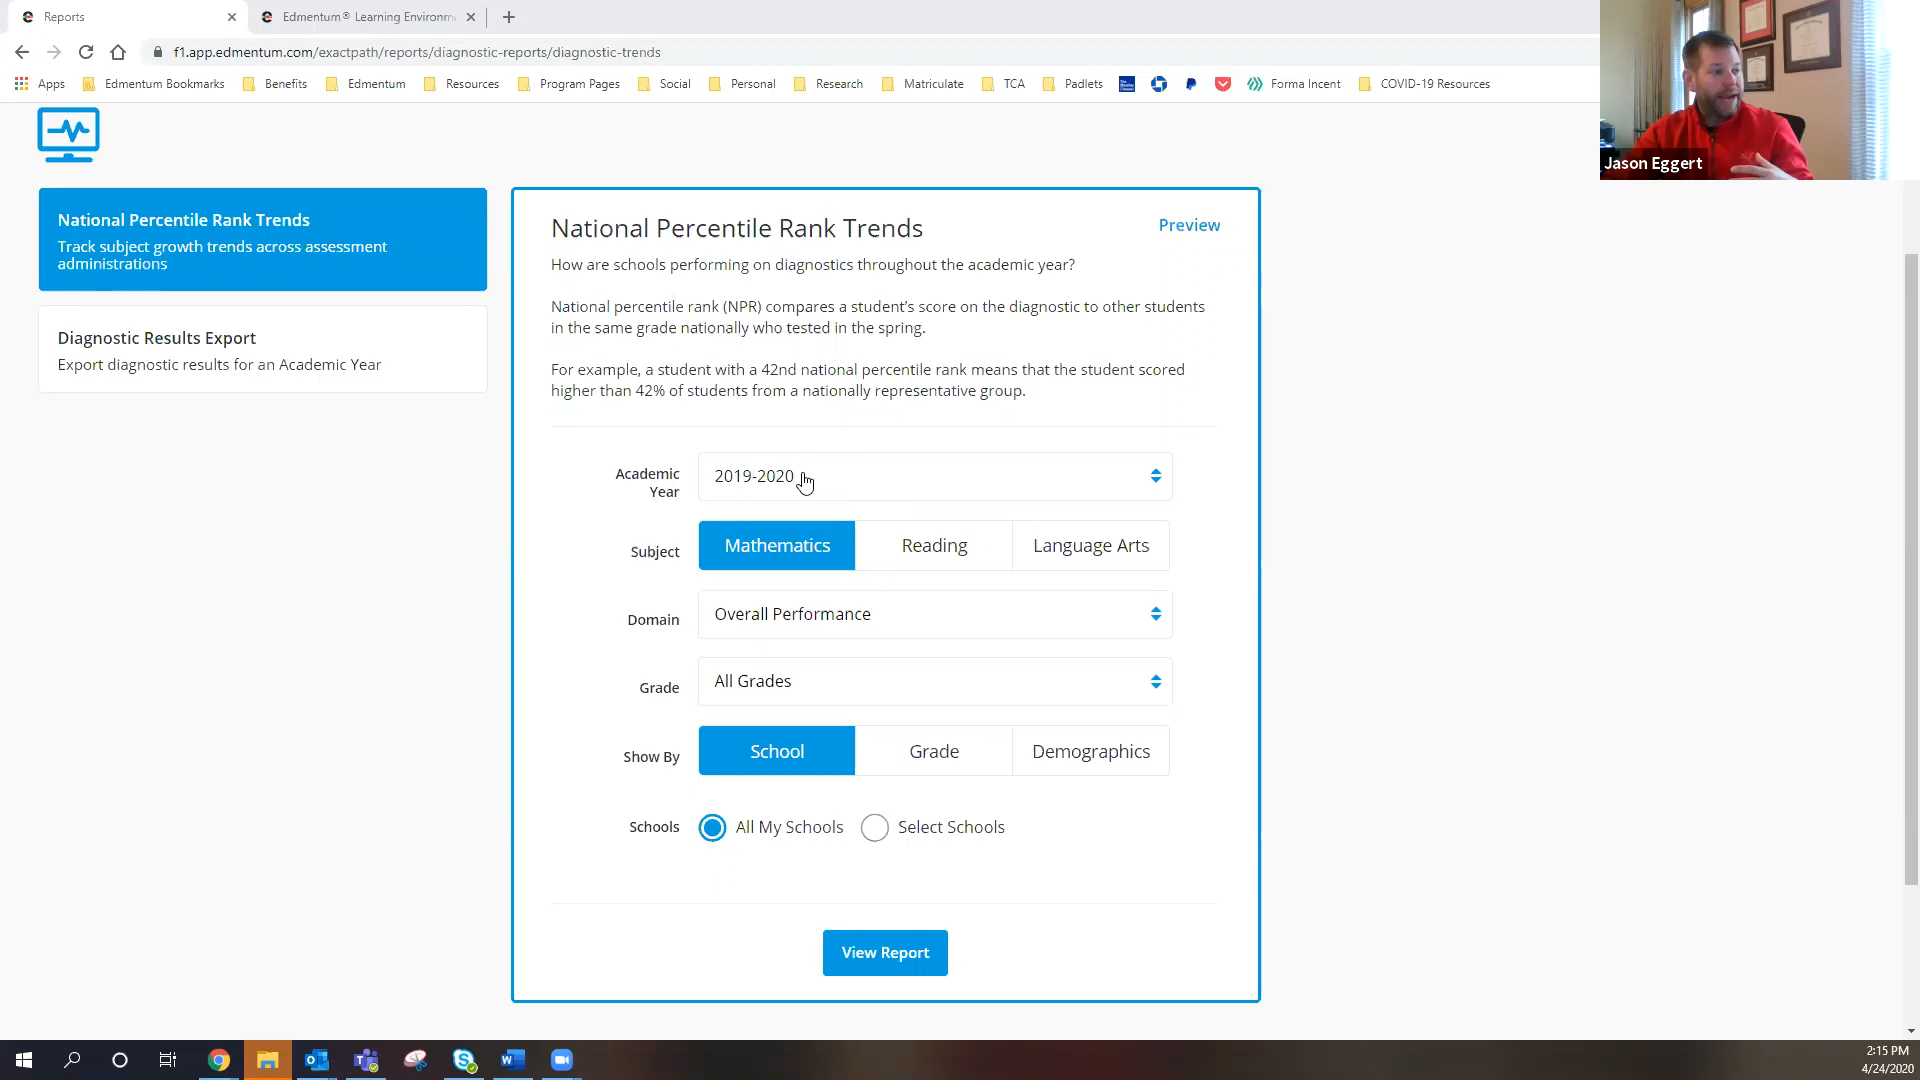 Reports
Edmentum® Learning Environm
f1.app.edmentum.com/exactpath/reports/diagnostic-reports/diagnostic-trends
Apps Edmentum Bookmarks Benefits Edmentum Resources Program Pages Social Personal Research Matriculate TCA Padlets Forma Incent COVID-19 Resources
Jason Eggert
National Percentile Rank Trends
Track subject growth trends across assessment
administrations
Diagnostic Results Export
Export diagnostic results for an Academic Year
National Percentile Rank Trends
Preview
How are schools performing on diagnostics throughout the academic year?
National percentile rank (NPR) compares a student's score on the diagnostic to other students
in the same grade nationally who tested in the spring.
For example, a student with a 42nd national percentile rank means that the student scored
higher than 42% of students from a nationally representative group.
Academic
Year
2019-2020
Subject
Mathematics Reading Language Arts
Domain
Overall Performance
Grade
All Grades
Show By
School Grade Demographics
Schools
All My Schools Select Schools
View Report
2:15 PM
4/24/2020